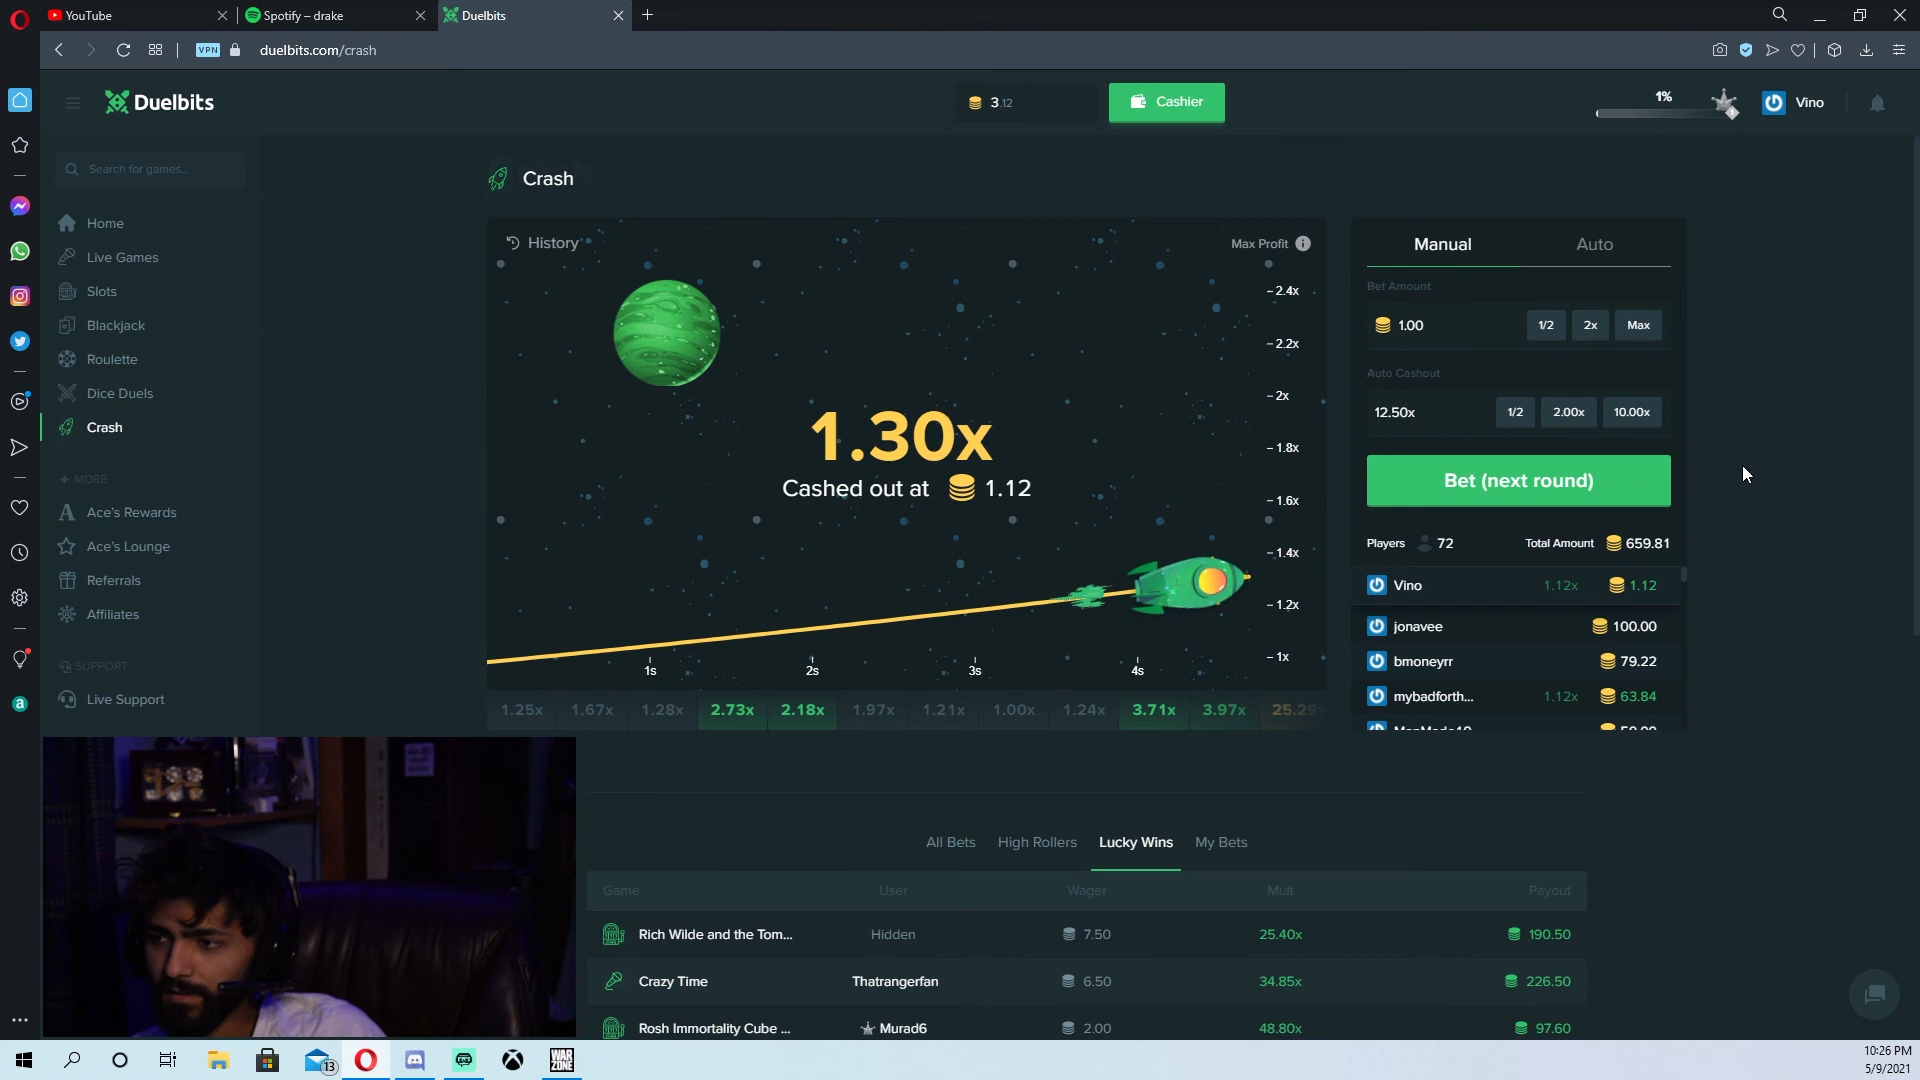 YouTube
Spotify – drake
Duelbits
VPN
duelbits.com/crash
Duelbits
3.12
Cashier
1%
Vino
Search for games...
Home
Live Games
Slots
Blackjack
Roulette
Dice Duels
Crash
MORE
Ace's Rewards
Ace's Lounge
Referrals
Affiliates
SUPPORT
Live Support
Crash
History
Max Profit
2.4x
2.2x
2x
1.8x
1.6x
1.4x
1.2x
1x
1.30x
Cashed out at 1.12
1s 2s 3s 4s
1.25x 1.67x 1.28x 2.73x 2.18x 1.97x 1.21x 1.00x 1.24x 3.71x 3.97x 25.29x
Manual Auto
Bet Amount
1.00 1/2 2x Max
Auto Cashout
12.50x 1/2 2.00x 10.00x
Bet (next round)
Players 72 Total Amount 659.81
Vino 1.12x 1.12
jonavee 100.00
bmoneyrr 79.22
mybadforth... 1.12x 63.84
All Bets High Rollers Lucky Wins My Bets
Game User Wager Mult Payout
Rich Wilde and the Tom... Hidden 7.50 25.40x 190.50
Crazy Time Thatrangerfan 6.50 34.85x 226.50
Rosh Immortality Cube ... Murad6 2.00 48.80x 97.60
13
WAR
ZONE
10:26 PM
5/9/2021